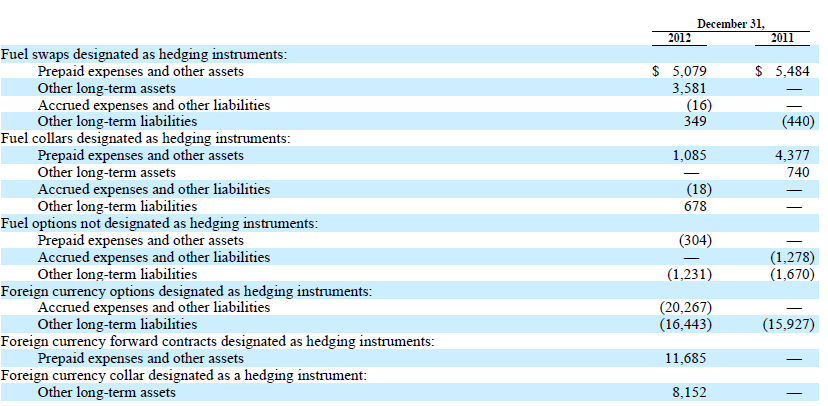 December 31,
2012 2011
Fuel swaps designated as hedging instruments:
Prepaid expenses and other assets $ 5,079 $ 5,484
Other long-term assets 3,581 —
Accrued expenses and other liabilities (16) —
Other long-term liabilities 349 (440)
Fuel collars designated as hedging instruments:
Prepaid expenses and other assets 1,085 4,377
Other long-term assets — 740
Accrued expenses and other liabilities (18) —
Other long-term liabilities 678 —
Fuel options not designated as hedging instruments:
Prepaid expenses and other assets (304) —
Accrued expenses and other liabilities — (1,278)
Other long-term liabilities (1,231) (1,670)
Foreign currency options designated as hedging instruments:
Accrued expenses and other liabilities (20,267) —
Other long-term liabilities (16,443) (15,927)
Foreign currency forward contracts designated as hedging instruments:
Prepaid expenses and other assets 11,685 —
Foreign currency collar designated as a hedging instrument:
Other long-term assets 8,152 —